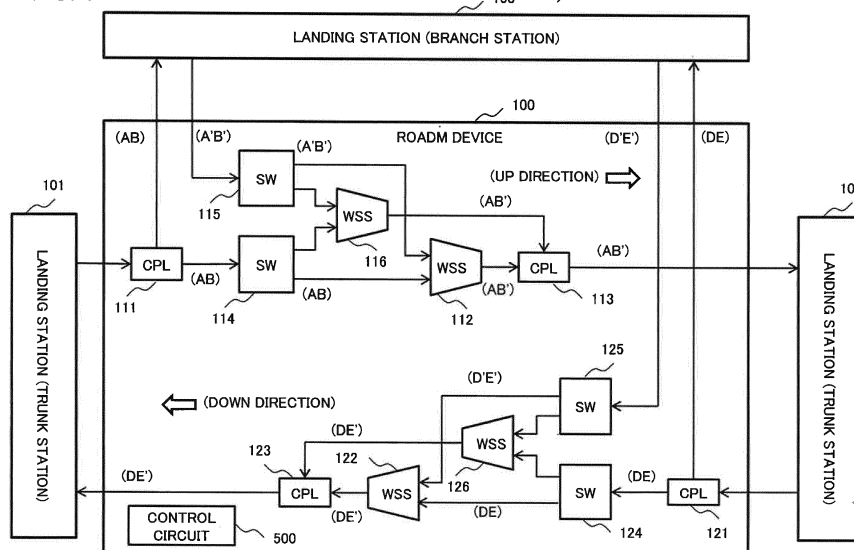 LANDING STATION (BRANCH STATION)
100
(AB)
(A'B')
(A'B')
ROADM DEVICE
(D'E')
(DE)
(UP DIRECTION)
101
SW
115
WSS
116
(AB')
LANDING STATION (TRUNK STATION)
CPL
111
(AB)
SW
114
(AB)
WSS
112
(AB')
CPL
113
(AB')
LANDING STATION (TRUNK STATION)
125
(D'E')
SW
(DOWN DIRECTION)
(DE')
WSS
126
123
122
(DE')
CPL
(DE')
WSS
(DE)
SW
124
(DE)
CPL
121
CONTROL
CIRCUIT
500